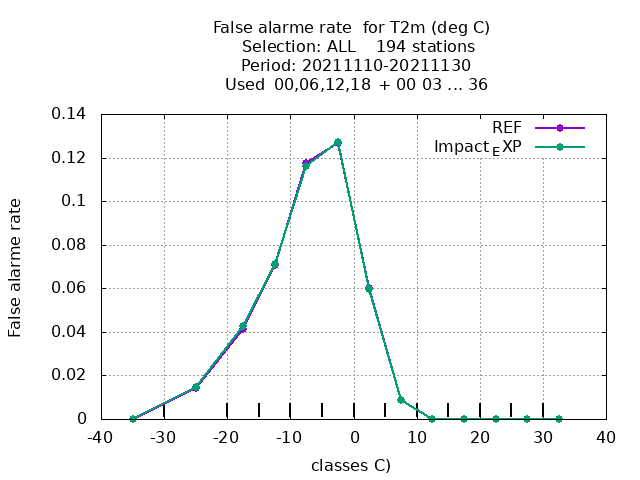 False alarme rate  for T2m (deg C)
Selection: ALL    194 stations
Period: 20211110-20211130
Used  00,06,12,18  + 00 03 ... 36
0.14
0.12
0.1
0.08
0.06
0.04
0.02
0
False alarme rate
REF
Impact_EXP
-40 -30 -20 -10 0 10 20 30 40
classes C)